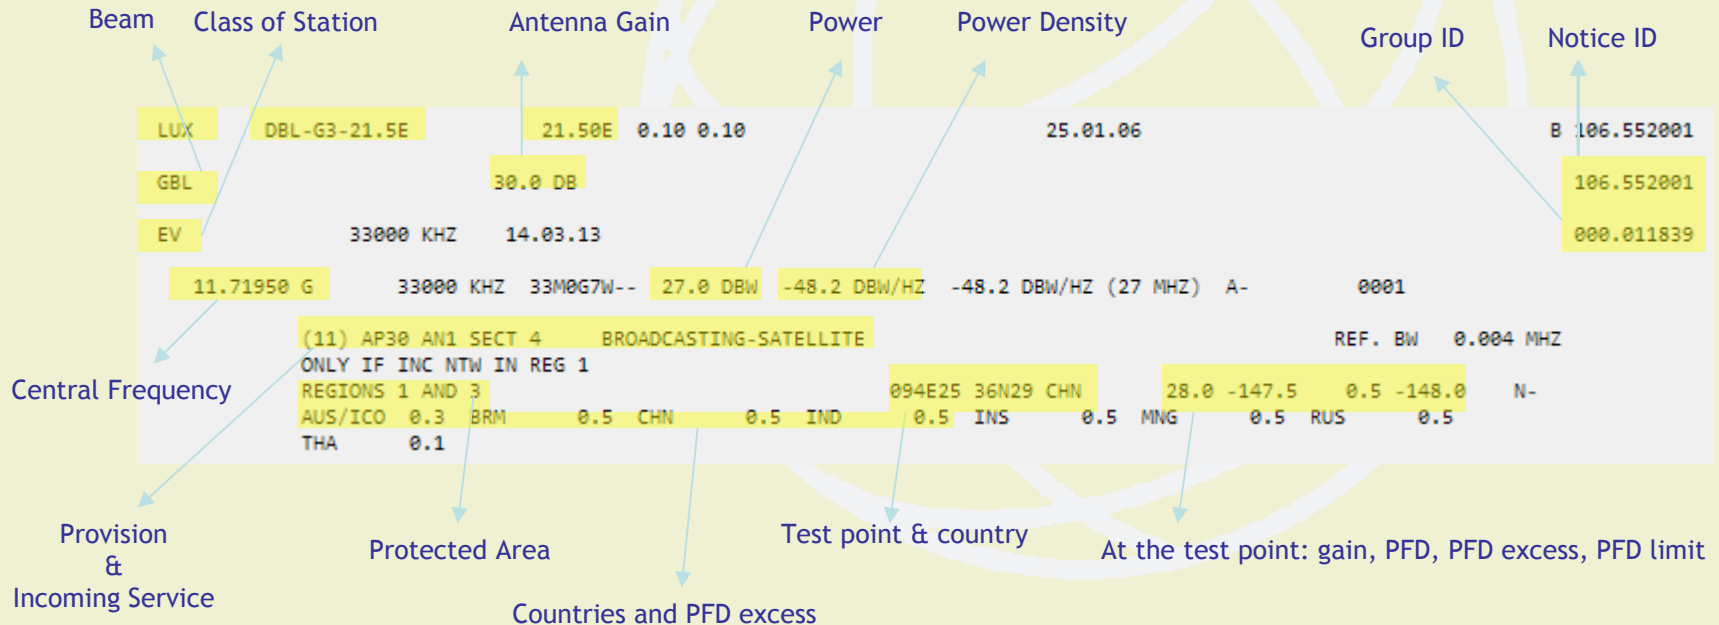 Beam Class of Station Antenna Gain Power Power Density Group ID Notice ID
LUX DBL-G3-21.5E 21.50E 0.10 0.10 25.01.06 B 106.552001
GBL 30.0 DB 106.552001
EV 33000 KHZ 14.03.13 000.011839
11.71950 G 33000 KHZ 33M0G7W-- 27.0 DBW -48.2 DBW/HZ -48.2 DBW/HZ (27 MHZ) A- 0001
(11) AP30 AN1 SECT 4 BROADCASTING-SATELLITE REF. BW 0.004 MHZ
ONLY IF INC NTW IN REG 1
REGIONS 1 AND 3 094E25 36N29 CHN 28.0 -147.5 0.5 -148.0 N-
AUS/ICO 0.3 BRM 0.5 CHN 0.5 IND 0.5 INS 0.5 MNG 0.5 RUS 0.5
THA 0.1
Central Frequency
Provision
&
Incoming Service
Protected Area
Countries and PFD excess
Test point & country
At the test point: gain, PFD, PFD excess, PFD limit